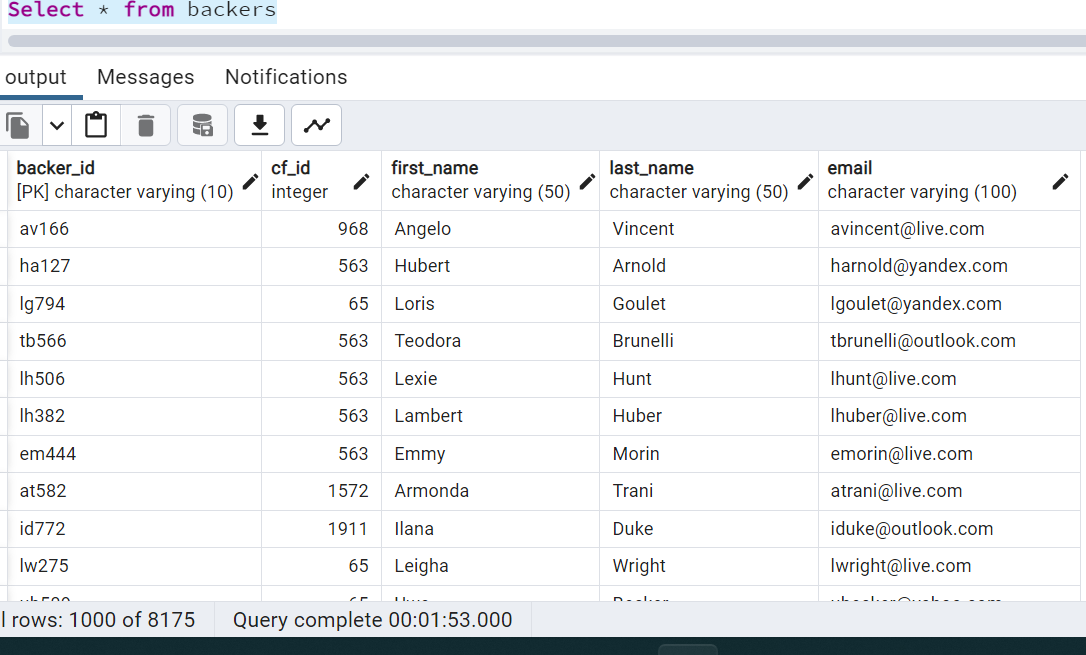 Select * from backers
output Messages Notifications
backer_id cf_id first_name last_name email
[PK] character varying (10) integer character varying (50) character varying (50) character varying (100)
av166 968 Angelo Vincent avincent@live.com
ha127 563 Hubert Arnold harnold@yandex.com
lg794 65 Loris Goulet lgoulet@yandex.com
tb566 563 Teodora Brunelli tbrunelli@outlook.com
lh506 563 Lexie Hunt lhunt@live.com
lh382 563 Lambert Huber lhuber@live.com
em444 563 Emmy Morin emorin@live.com
at582 1572 Armonda Trani atrani@live.com
id772 1911 Ilana Duke iduke@outlook.com
lw275 65 Leigha Wright lwright@live.com
l rows: 1000 of 8175 Query complete 00:01:53.000